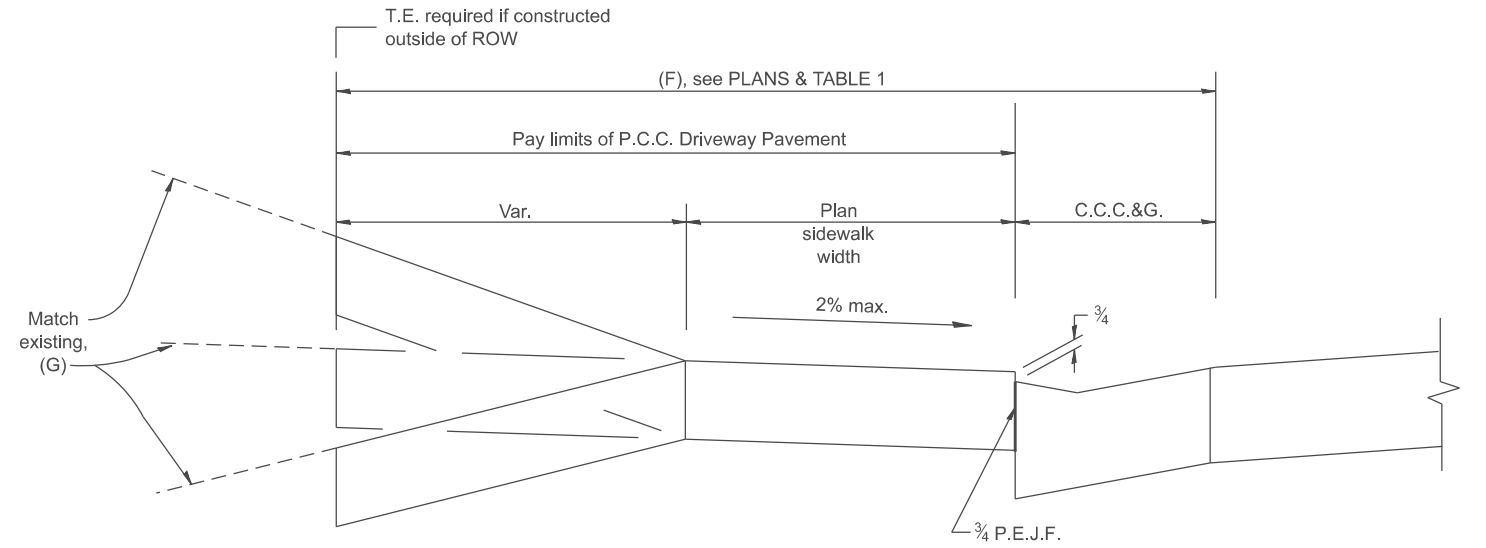 T.E. required if constructed
outside of ROW
(F), see PLANS & TABLE 1
Pay limits of P.C.C. Driveway Pavement
Var.
Plan
sidewalk
width
C.C.C.&G.
2% max.
¾
Match
existing,
(G)
¾ P.E.J.F.